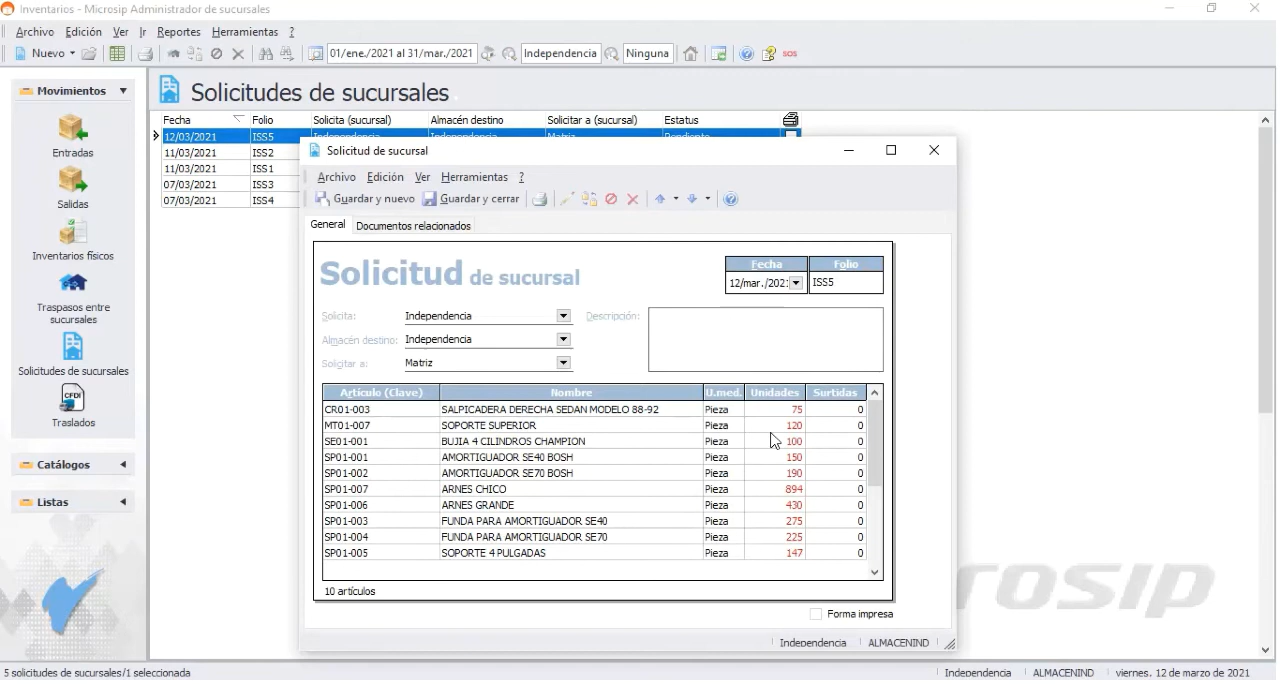 Inventarios - Microsip Administrador de sucursales
Archivo Edición Ver Ir Reportes Herramientas ?
Nuevo 01/ene./2021 al 31/mar./2021 Independencia Ninguna SOS
Movimientos
Entradas
Salidas
Inventarios físicos
Traspasos entre
sucursales
Solicitudes de sucursales
CFDI
Traslados
Catálogos
Listas
Solicitudes de sucursales
Fecha Folio Solicita (sucursal) Almacén destino Solicitar a (sucursal) Estatus
12/03/2021 ISS5 Independencia Independencia Matriz Pendiente
11/03/2021 ISS2
11/03/2021 ISS1
07/03/2021 ISS3
07/03/2021 ISS4
Solicitud de sucursal
Archivo Edición Ver Herramientas ?
Guardar y nuevo Guardar y cerrar
General Documentos relacionados
Solicitud de sucursal
Fecha Folio
12/mar./202 ISS5
Solicita: Independencia Descripción:
Almacén destino: Independencia
Solicitar a: Matriz
Artículo (Clave) Nombre U.med. Unidades Surtidas
CR01-003 SALPICADERA DERECHA SEDAN MODELO 88-92 Pieza 75 0
MT01-007 SOPORTE SUPERIOR Pieza 120 0
SE01-001 BUJIA 4 CILINDROS CHAMPION Pieza 100 0
SP01-001 AMORTIGUADOR SE40 BOSH Pieza 150 0
SP01-002 AMORTIGUADOR SE70 BOSH Pieza 190 0
SP01-007 ARNES CHICO Pieza 894 0
SP01-006 ARNES GRANDE Pieza 430 0
SP01-003 FUNDA PARA AMORTIGUADOR SE40 Pieza 275 0
SP01-004 FUNDA PARA AMORTIGUADOR SE70 Pieza 225 0
SP01-005 SOPORTE 4 PULGADAS Pieza 147 0
10 artículos
Forma impresa
Independencia ALMACENIND
rosip
5 solicitudes de sucursales/1 seleccionada Independencia ALMACENIND viernes, 12 de marzo de 2021